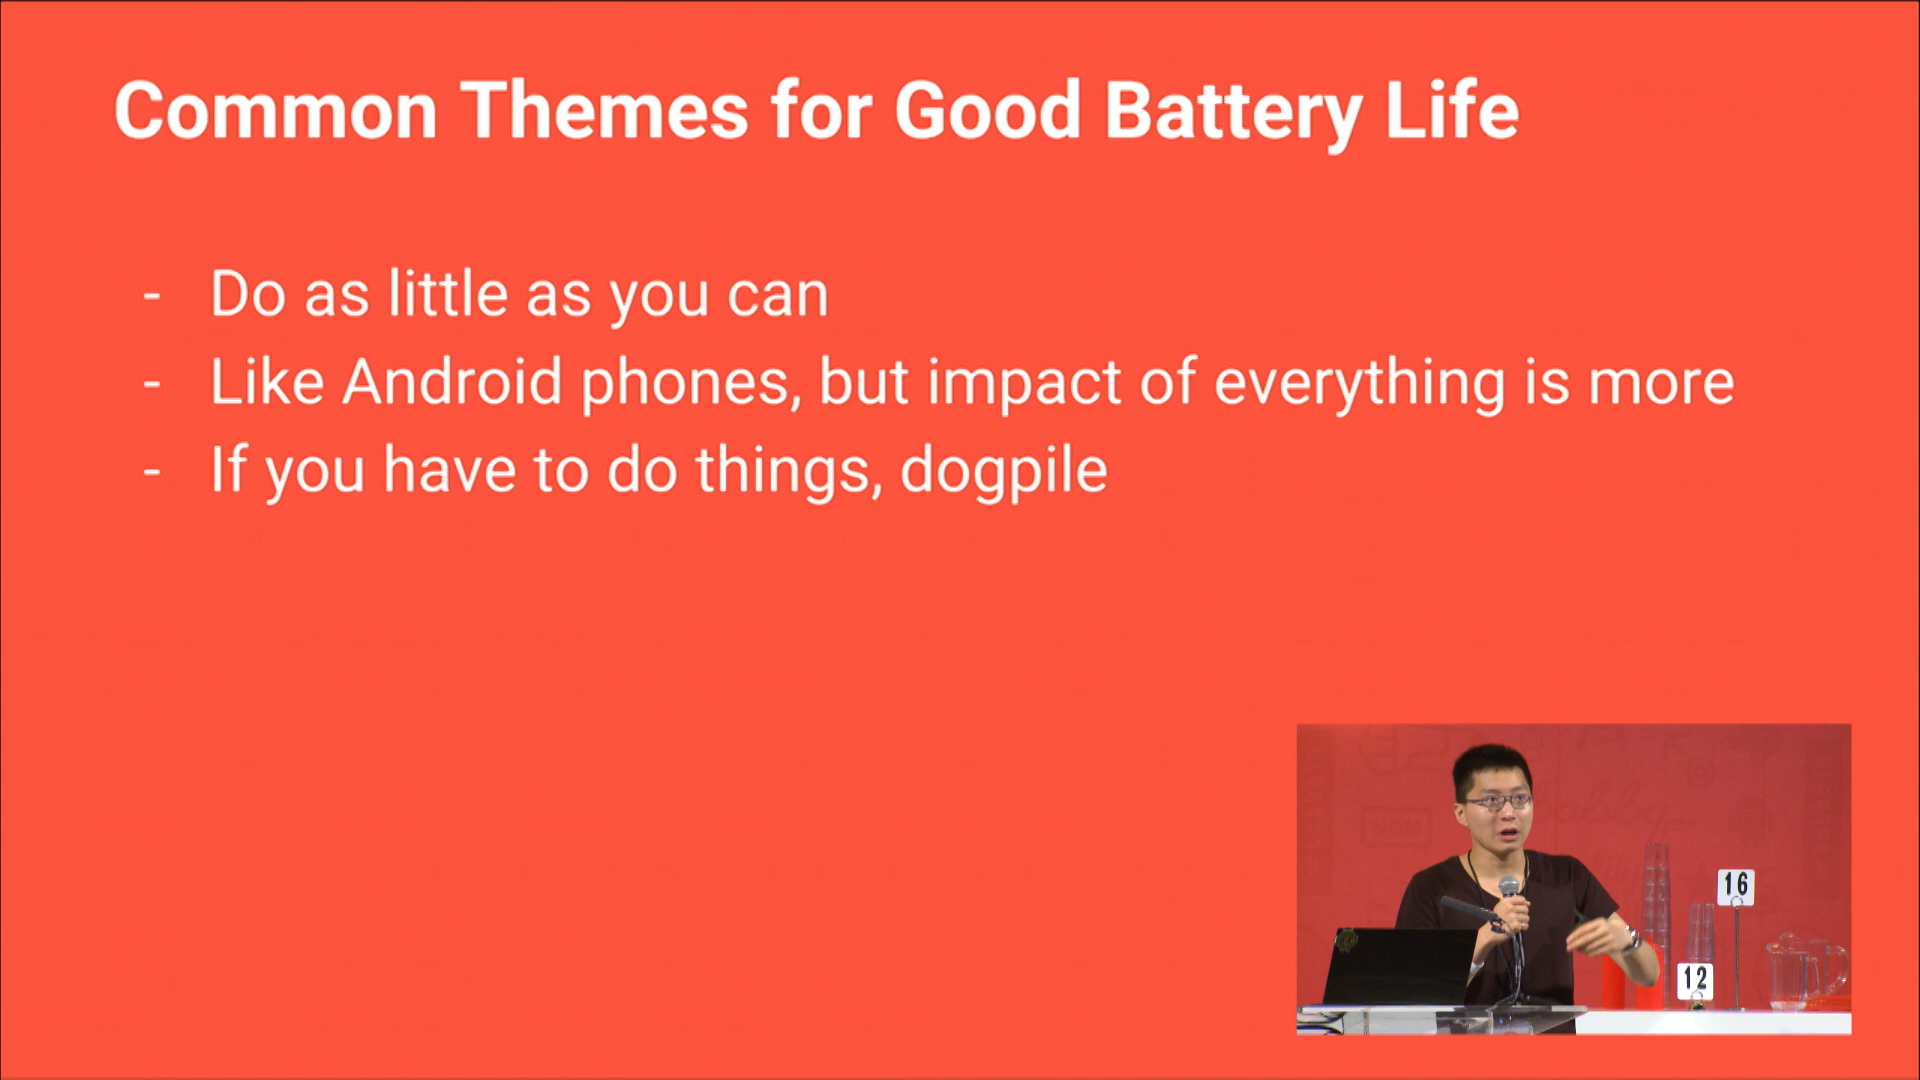 Common Themes for Good Battery Life
- Do as little as you can
- Like Android phones, but impact of everything is more
- If you have to do things, dogpile
16
12